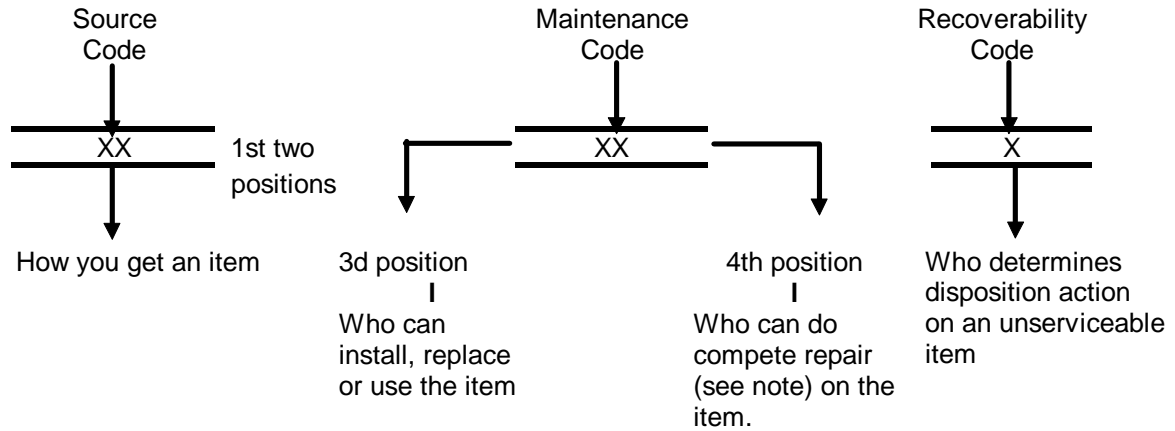 Source
Code
Maintenance
Code
Recoverability
Code
XX
1st two
positions
XX
X
How you get an item
3d position
4th position
Who can
install, replace
or use the item
Who can do
compete repair
(see note) on the
item.
Who determines
disposition action
on an unserviceable
item